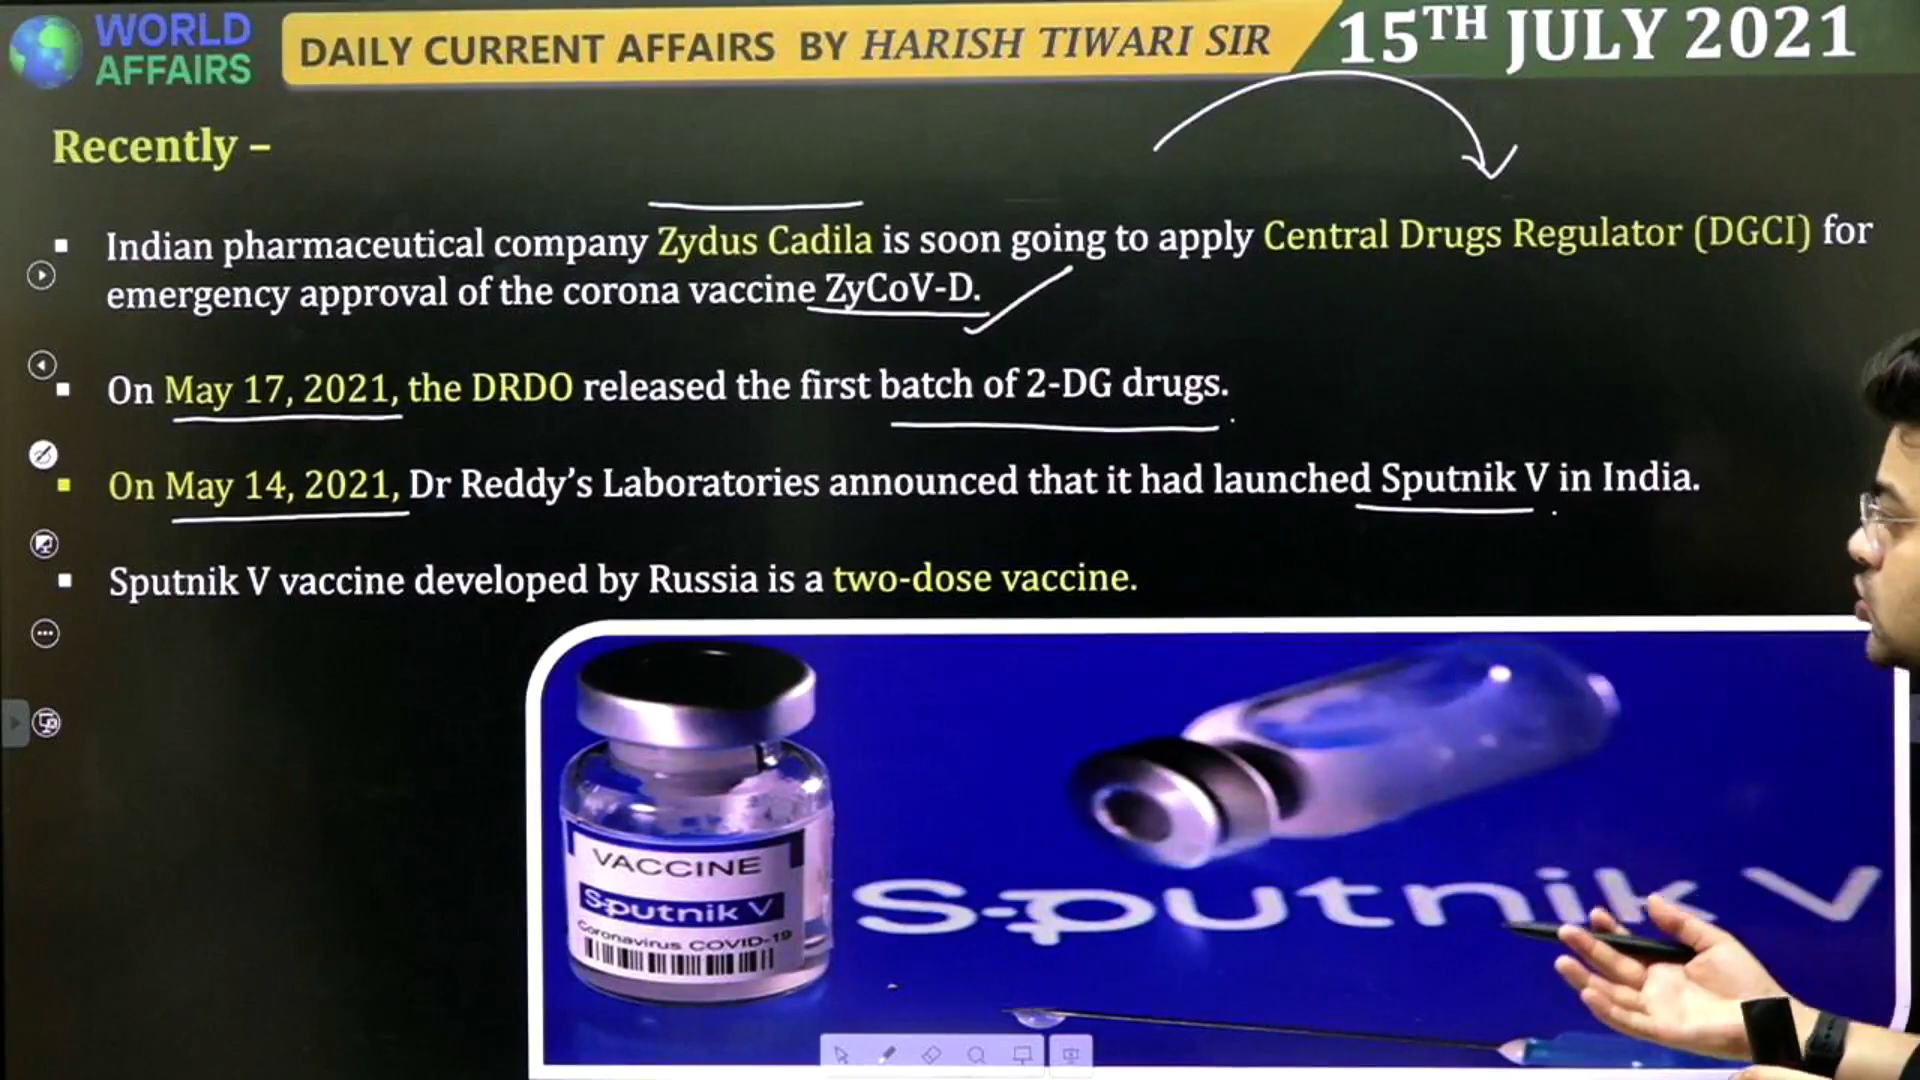 WORLD
AFFAIRS
DAILY CURRENT AFFAIRS BY HARISH TIWARI SIR
15TH JULY 2021
Recently –
Indian pharmaceutical company Zydus Cadila is soon going to apply Central Drugs Regulator (DGCI) for
emergency approval of the corona vaccine ZyCoV-D.
On May 17, 2021, the DRDO released the first batch of 2-DG drugs.
On May 14, 2021, Dr Reddy's Laboratories announced that it had launched Sputnik V in India.
Sputnik V vaccine developed by Russia is a two-dose vaccine.
VACCINE
Sputnik V
Coronavirus COVID-19
Sputnik V